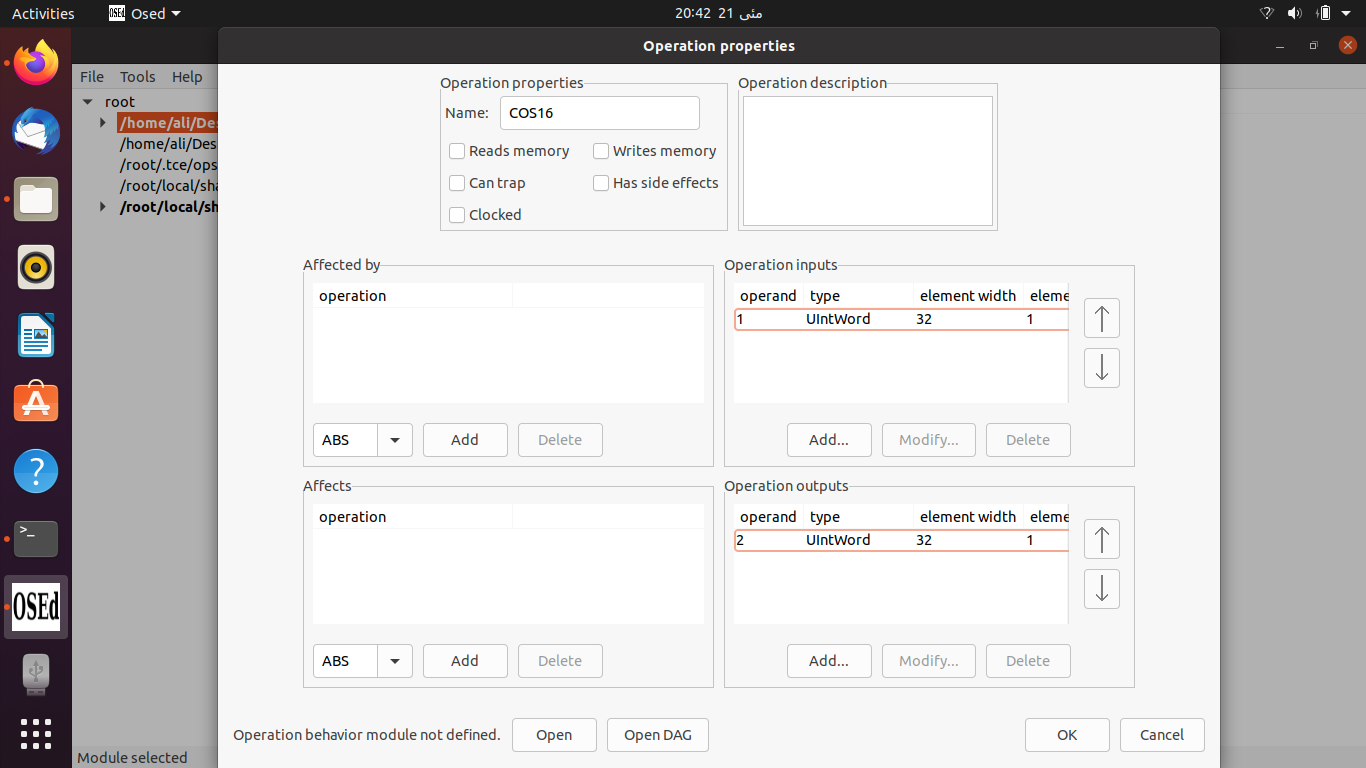 Activities Osed 20:42 21 مئی
Operation properties
File Tools Help
root
/home/ali/Des
/home/ali/Des
/root/.tce/ops
/root/local/sha
/root/local/sh
Module selected
OSEd
Operation properties
Name: COS16
Reads memory Writes memory
Can trap Has side effects
Clocked
Operation description
Affected by
operation
ABS Add Delete
Operation inputs
operand type element width eleme
1 UIntWord 32 1
Add... Modify... Delete
Affects
operation
ABS Add Delete
Operation outputs
operand type element width eleme
2 UIntWord 32 1
Add... Modify... Delete
Operation behavior module not defined. Open Open DAG OK Cancel